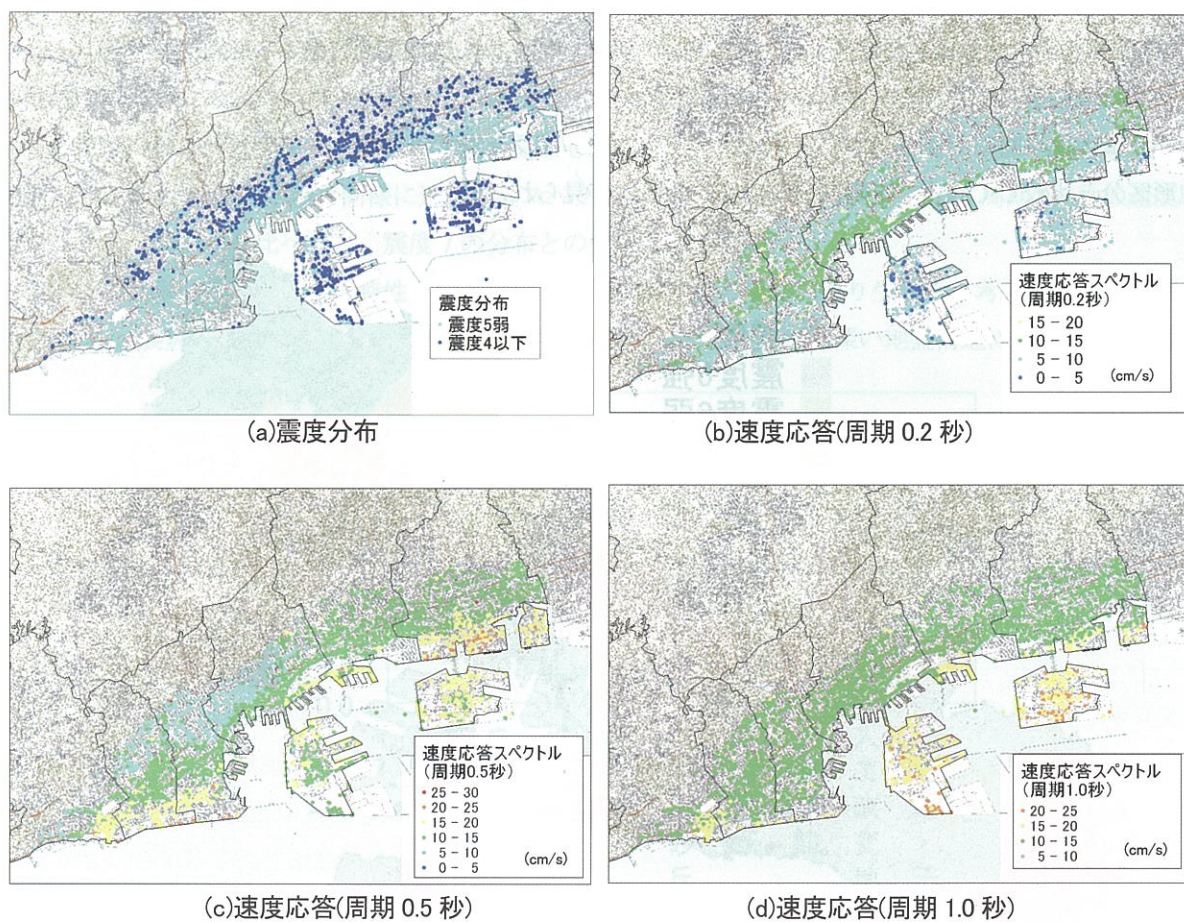 震度分布
震度5弱
震度4以下
(a)震度分布
速度応答スペクトル
(周期0.2秒)
15 - 20
10 - 15
5 - 10
0 - 5 (cm/s)
(b)速度応答(周期 0.2 秒)
速度応答スペクトル
(周期0.5秒)
25 - 30
20 - 25
15 - 20
10 - 15
5 - 10
0 - 5 (cm/s)
(c)速度応答(周期 0.5 秒)
速度応答スペクトル
(周期1.0秒)
20 - 25
15 - 20
10 - 15
5 - 10 (cm/s)
(d)速度応答(周期 1.0 秒)